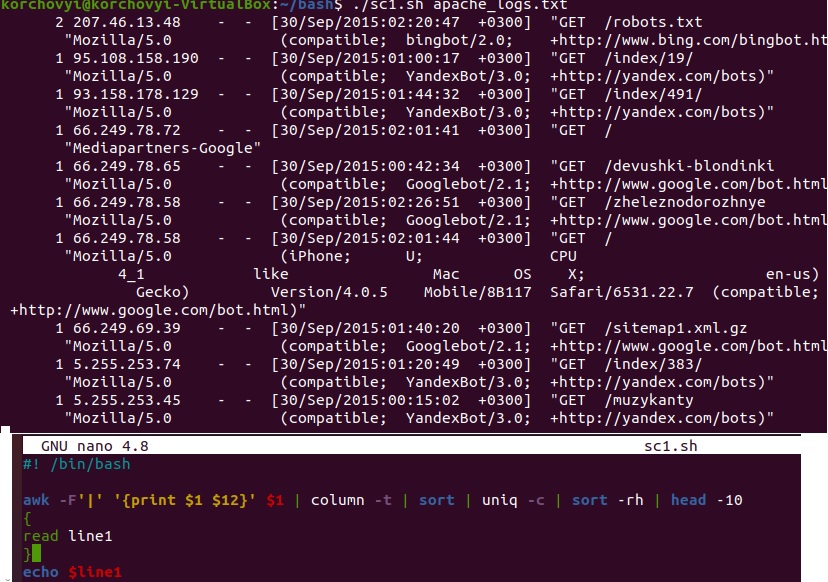 korchovyi@korchovyi-VirtualBox:~/bash$ ./sc1.sh apache_logs.txt
2 207.46.13.48 - - [30/Sep/2015:02:20:47 +0300] "GET /robots.txt
"Mozilla/5.0 (compatible; bingbot/2.0; +http://www.bing.com/bingbot.ht
1 95.108.158.190 - - [30/Sep/2015:01:00:17 +0300] "GET /index/19/
"Mozilla/5.0 (compatible; YandexBot/3.0; +http://yandex.com/bots)"
1 93.158.178.129 - - [30/Sep/2015:01:44:32 +0300] "GET /index/491/
"Mozilla/5.0 (compatible; YandexBot/3.0; +http://yandex.com/bots)"
1 66.249.78.72 - - [30/Sep/2015:02:01:41 +0300] "GET /
"Mediapartners-Google"
1 66.249.78.65 - - [30/Sep/2015:00:42:34 +0300] "GET /devushki-blondinki
"Mozilla/5.0 (compatible; Googlebot/2.1; +http://www.google.com/bot.html
1 66.249.78.58 - - [30/Sep/2015:02:26:51 +0300] "GET /zheleznodorozhnye
"Mozilla/5.0 (compatible; Googlebot/2.1; +http://www.google.com/bot.html
1 66.249.78.58 - - [30/Sep/2015:02:01:44 +0300] "GET /
"Mozilla/5.0 (iPhone; U; CPU
4_1 like Mac OS X; en-us)
Gecko) Version/4.0.5 Mobile/8B117 Safari/6531.22.7 (compatible;
+http://www.google.com/bot.html)"
1 66.249.69.39 - - [30/Sep/2015:01:40:20 +0300] "GET /sitemap1.xml.gz
"Mozilla/5.0 (compatible; Googlebot/2.1; +http://www.google.com/bot.html
1 5.255.253.74 - - [30/Sep/2015:01:20:49 +0300] "GET /index/383/
"Mozilla/5.0 (compatible; YandexBot/3.0; +http://yandex.com/bots)"
1 5.255.253.45 - - [30/Sep/2015:00:15:02 +0300] "GET /muzykanty
"Mozilla/5.0 (compatible; YandexBot/3.0; +http://yandex.com/bots)"
GNU nano 4.8 sc1.sh
#! /bin/bash
awk -F'|' '{print $1 $12}' $1 | column -t | sort | uniq -c | sort -rh | head -10
{
read line1
}
echo $line1